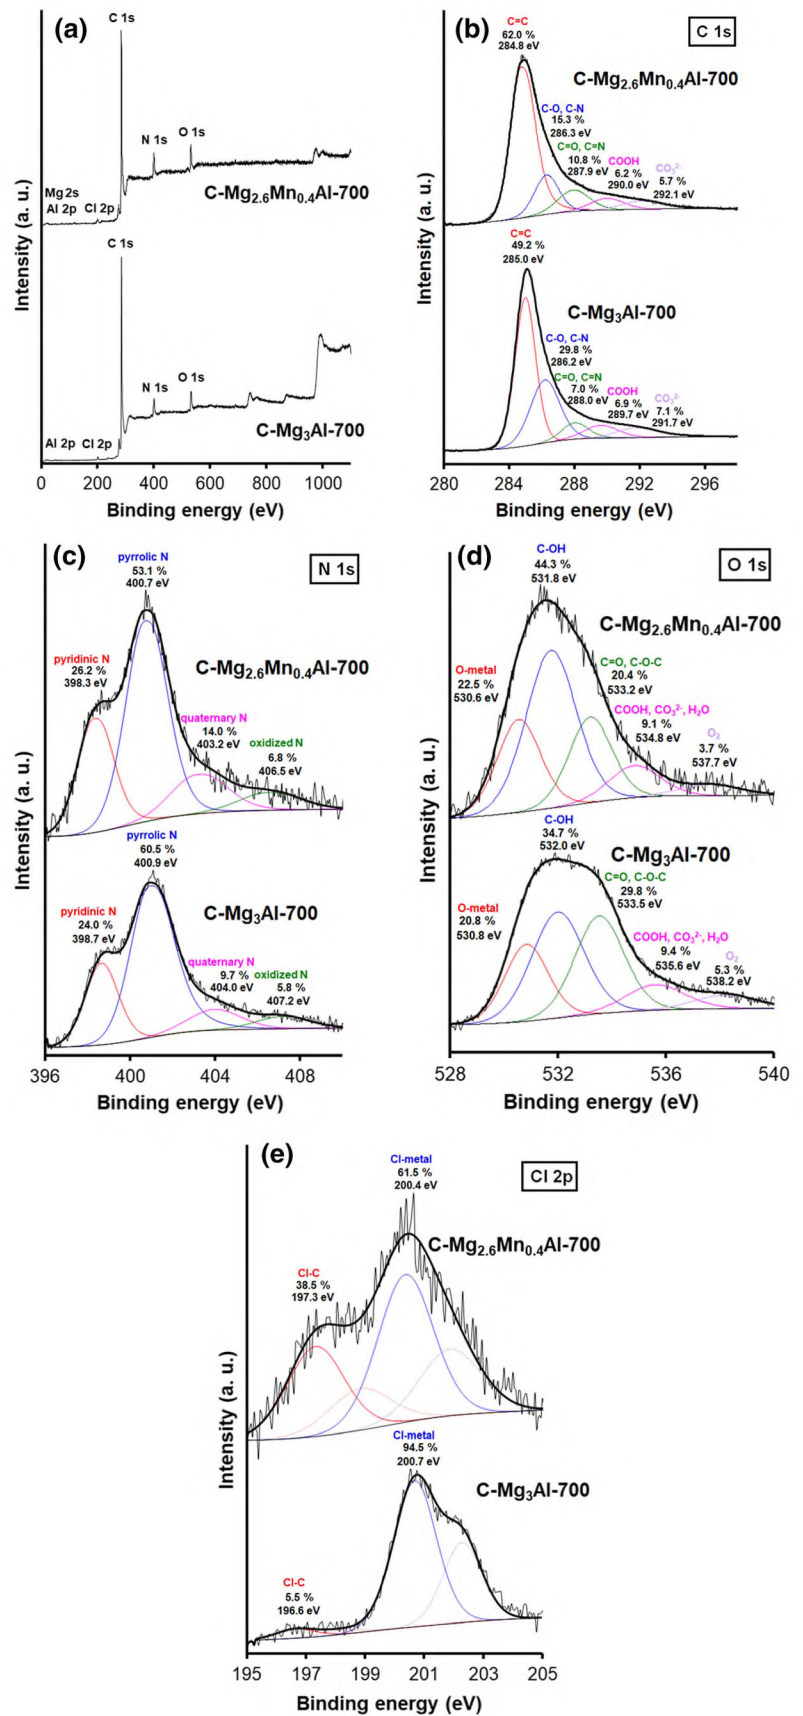 (a)
C 1s
N 1s
O 1s
C-Mg2.6Mn0.4Al-700
Mg 2s
Al 2p
Cl 2p
C 1s
N 1s
O 1s
C-Mg3Al-700
Al 2p
Cl 2p
Intensity (a. u.)
0 200 400 600 800 1000
Binding energy (eV)
(b)
C 1s
C=C
62.0 %
284.8 eV
C-Mg2.6Mn0.4Al-700
C-O, C-N
15.3 %
286.3 eV
C=O, C=N
10.8 %
287.9 eV
COOH
6.2 %
290.0 eV
CO₃²⁻
5.7 %
292.1 eV
C=C
49.2 %
285.0 eV
C-Mg3Al-700
C-O, C-N
29.8 %
286.2 eV
C=O, C=N
7.0 %
288.0 eV
COOH
6.9 %
289.7 eV
CO₃²⁻
7.1 %
291.7 eV
Intensity (a. u.)
280 284 288 292 296
Binding energy (eV)
(c)
N 1s
pyrrolic N
53.1 %
400.7 eV
C-Mg2.6Mn0.4Al-700
pyridinic N
26.2 %
398.3 eV
quaternary N
14.0 %
403.2 eV
oxidized N
6.8 %
406.5 eV
pyrrolic N
60.5 %
400.9 eV
C-Mg3Al-700
pyridinic N
24.0 %
398.7 eV
quaternary N
9.7 %
404.0 eV
oxidized N
5.8 %
407.2 eV
Intensity (a. u.)
396 400 404 408
Binding energy (eV)
(d)
O 1s
C-OH
44.3 %
531.8 eV
C-Mg2.6Mn0.4Al-700
O-metal
22.5 %
530.6 eV
C=O, C-O-C
20.4 %
533.2 eV
COOH, CO₃²⁻, H₂O
9.1 %
534.8 eV
O₂
3.7 %
537.7 eV
C-OH
34.7 %
532.0 eV
C-Mg3Al-700
C=O, C-O-C
29.8 %
533.5 eV
O-metal
20.8 %
530.8 eV
COOH, CO₃²⁻, H₂O
9.4 %
535.6 eV
O₂
5.3 %
538.2 eV
Intensity (a. u.)
528 532 536 540
Binding energy (eV)
(e)
Cl 2p
Cl-metal
61.5 %
200.4 eV
C-Mg2.6Mn0.4Al-700
Cl-C
38.5 %
197.3 eV
Cl-metal
94.5 %
200.7 eV
C-Mg3Al-700
Cl-C
5.5 %
196.6 eV
Intensity (a. u.)
195 197 199 201 203 205
Binding energy (eV)